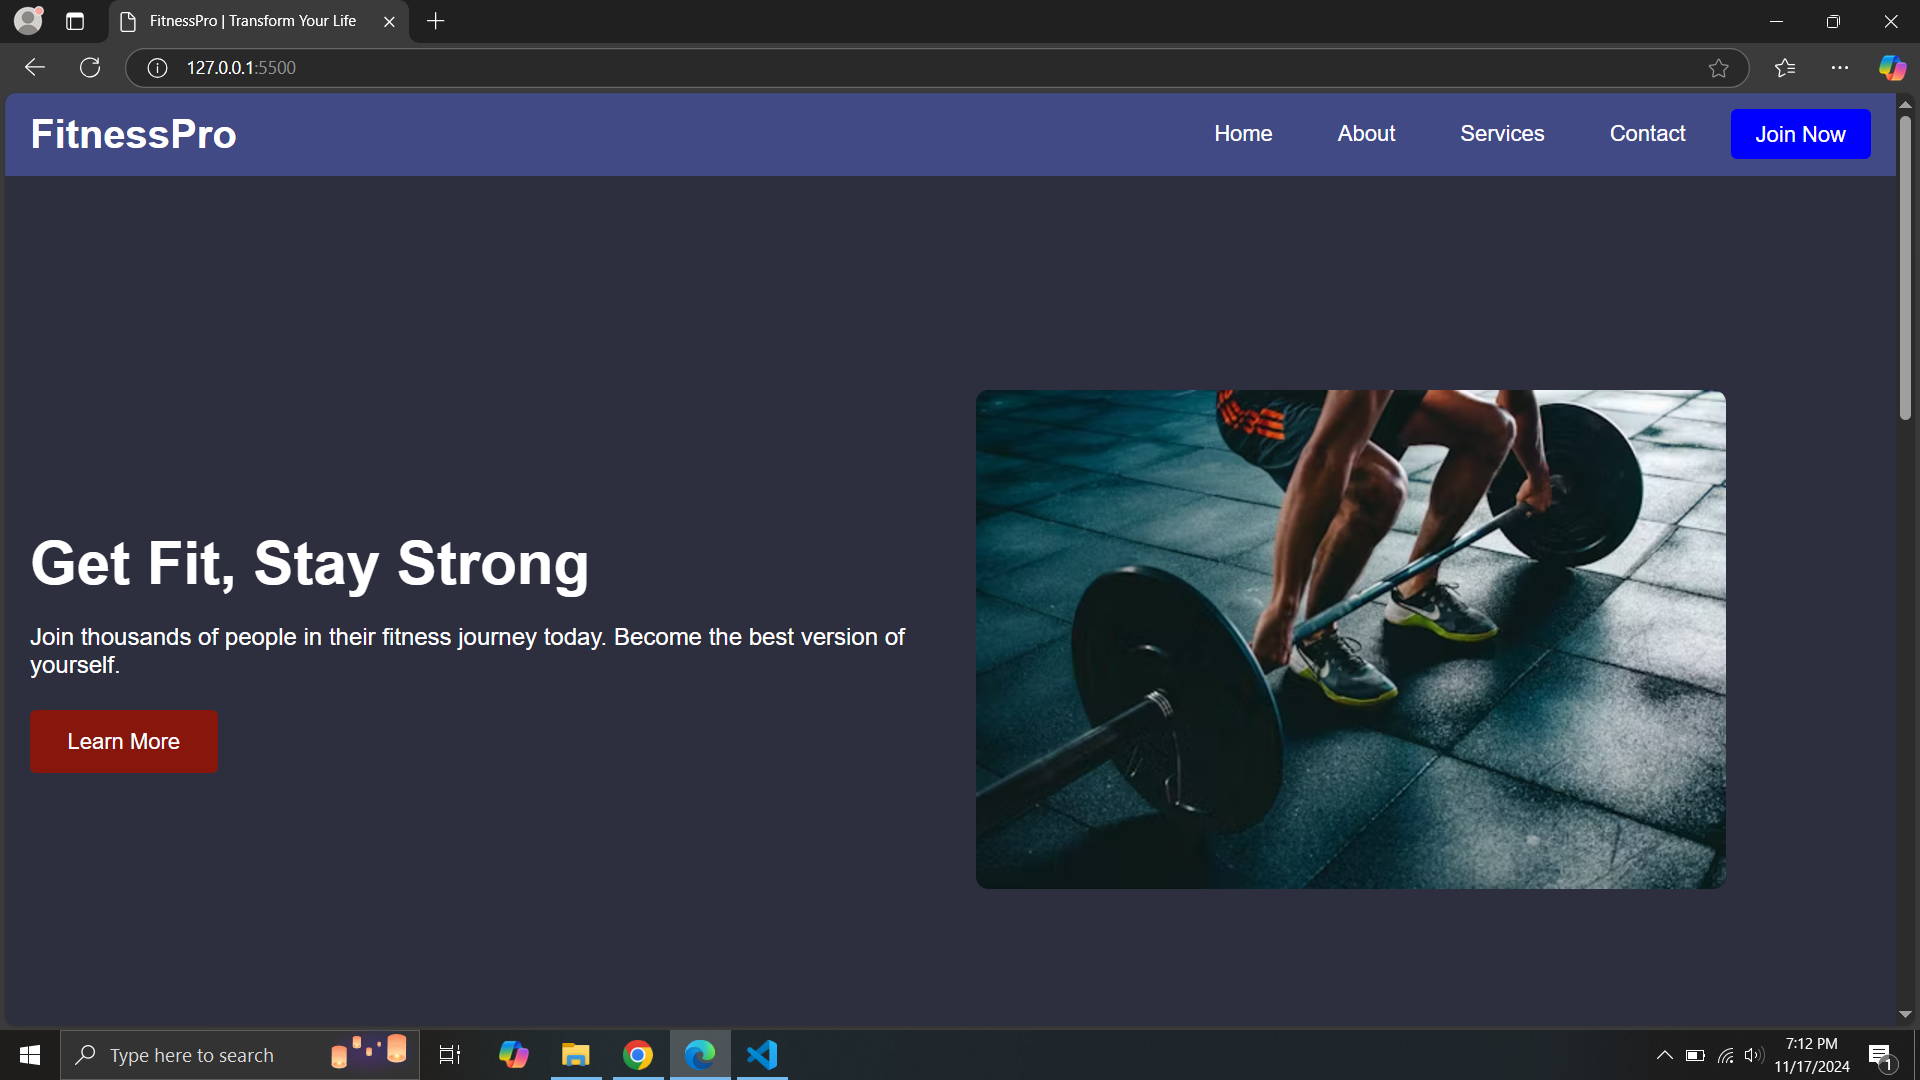 FitnessPro | Transform Your Life
127.0.0.1:5500
FitnessPro
Home
About
Services
Contact
Join Now
Get Fit, Stay Strong
Join thousands of people in their fitness journey today. Become the best version of
yourself.
Learn More
Type here to search
7:12 PM
11/17/2024
1